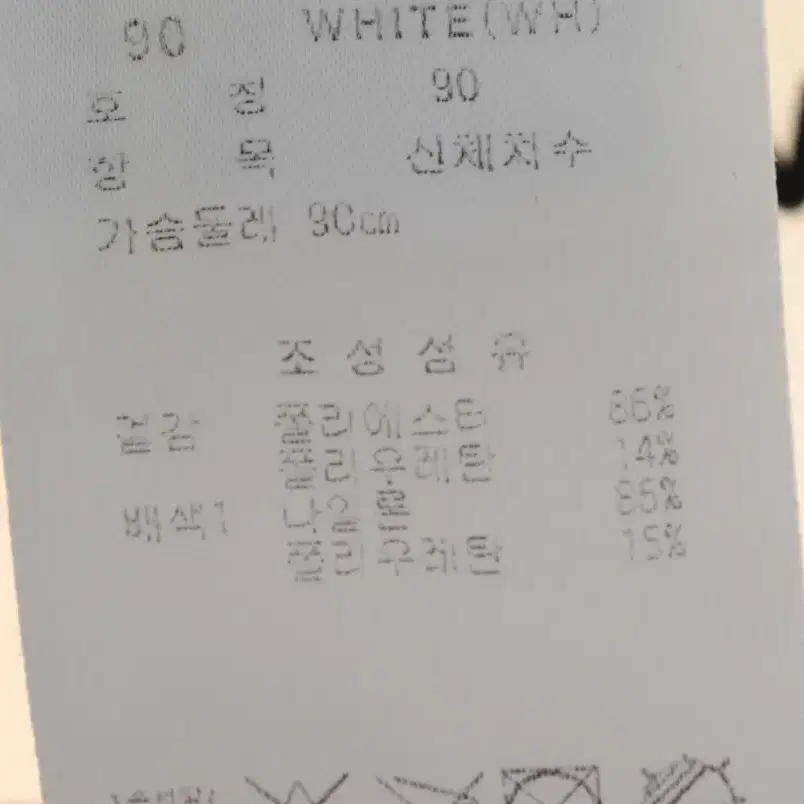 90 WHITE(WH)
호 정 90
항 목 신체치수
가슴둘레 90cm
조성섬유
겉감 폴리에스터 86%
폴리우레탄 14%
배색1 나일론 85%
폴리우레탄 15%